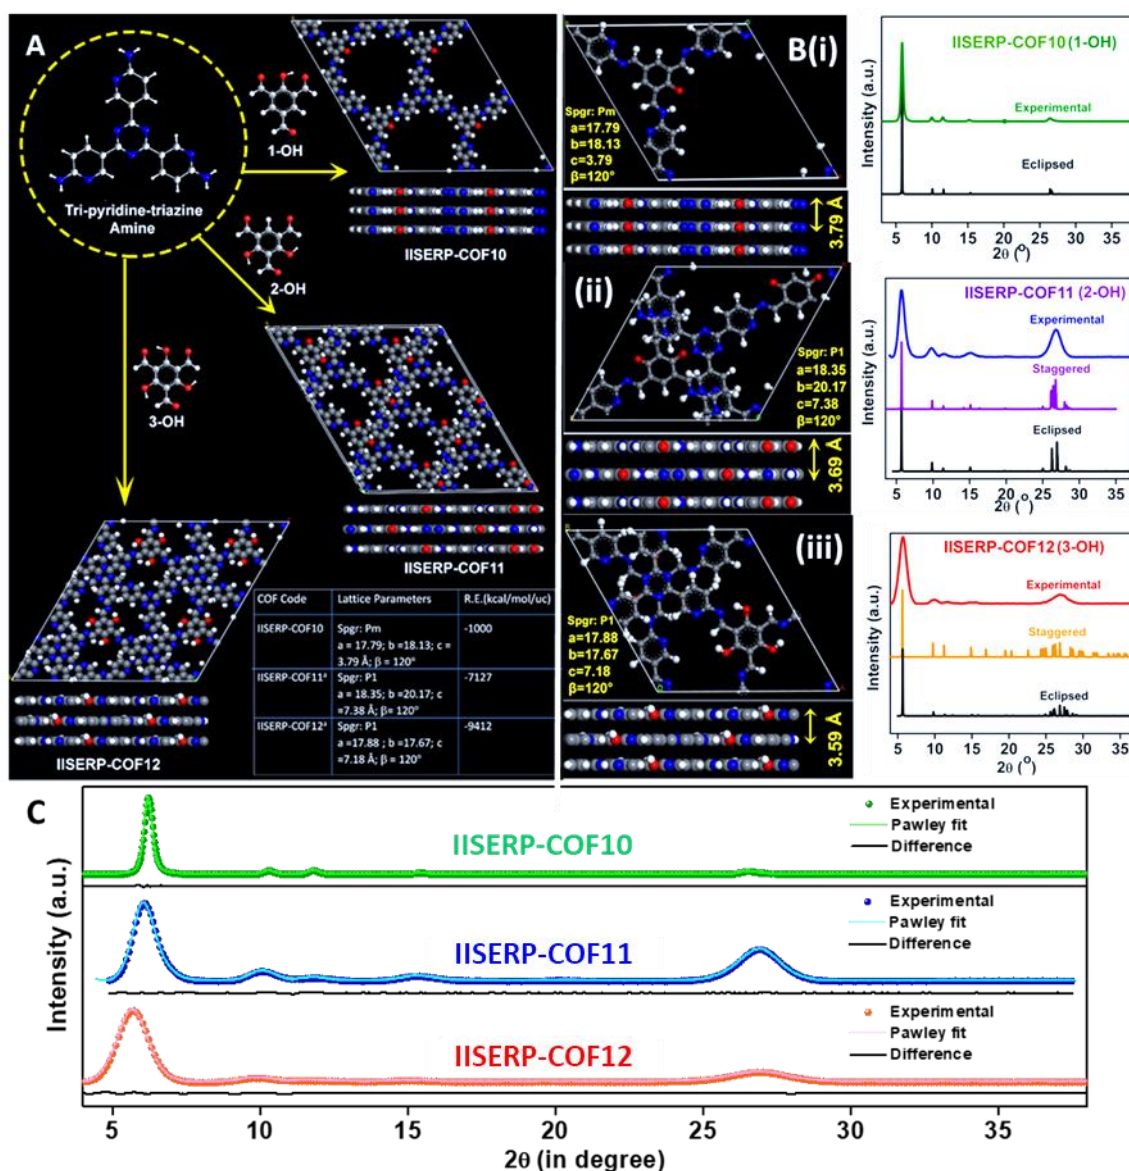 A
Tri-pyridine-triazine
Amine
1-OH
2-OH
3-OH
IISERP-COF10
IISERP-COF11
IISERP-COF12
COF Code Lattice Parameters R.E.(kcal/mol/uc)
IISERP-COF10 Spgr: Pm -1000
a = 17.79; b =18.13; c =
3.79 Å; β = 120°
IISERP-COF11ᵃ Spgr: P1 -7127
a = 18.35; b =20.17; c
=7.38 Å; β= 120°
IISERP-COF12ᵃ Spgr: P1 -9412
a =17.88 ; b =17.67; c
=7.18 Å; β = 120°
B(i)
Spgr: Pm
a=17.79
b=18.13
c=3.79
β=120°
3.79 Å
IISERP-COF10 (1-OH)
Experimental
Eclipsed
Intensity (a.u.)
5 10 15 20 25 30 35
2θ (°)
(ii)
Spgr: P1
a=18.35
b=20.17
c=7.38
β=120°
3.69 Å
IISERP-COF11 (2-OH)
Experimental
Staggered
Eclipsed
Intensity (a.u.)
5 10 15 20 25 30 35
2θ (°)
(iii)
Spgr: P1
a=17.88
b=17.67
c=7.18
β=120°
3.59 Å
IISERP-COF12 (3-OH)
Experimental
Staggered
Eclipsed
Intensity (a.u.)
5 10 15 20 25 30 35
2θ (°)
C
IISERP-COF10
Experimental
Pawley fit
Difference
IISERP-COF11
Experimental
Pawley fit
Difference
IISERP-COF12
Experimental
Pawley fit
Difference
Intensity (a.u.)
5 10 15 20 25 30 35
2θ (in degree)